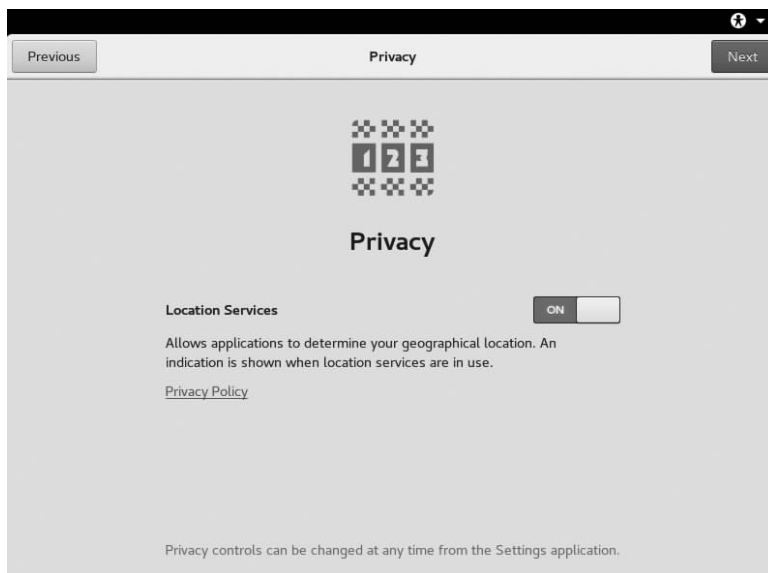 Previous
Privacy
Next
1 2 3
Privacy
Location Services
ON
Allows applications to determine your geographical location. An
indication is shown when location services are in use.
Privacy Policy
Privacy controls can be changed at any time from the Settings application.